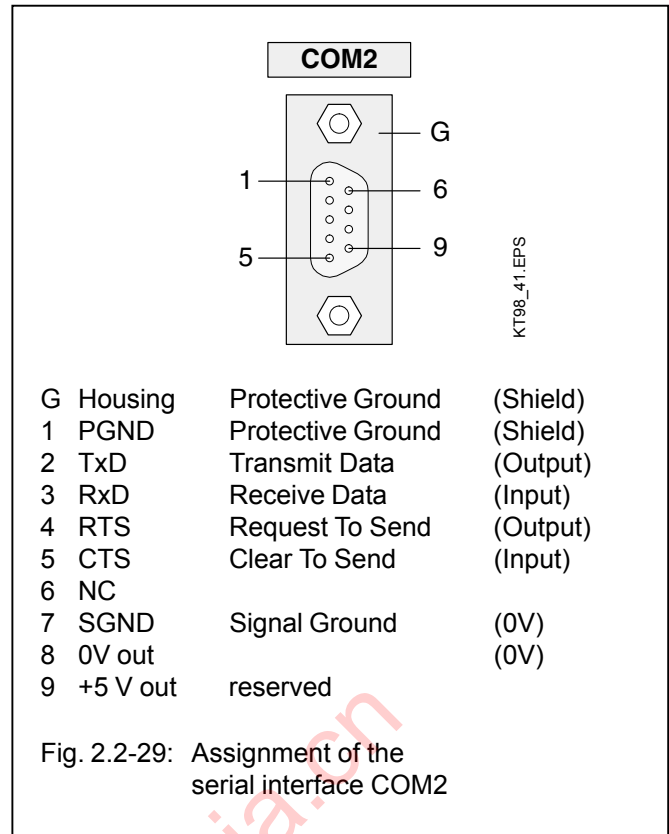 COM2
G
1
6
5
9
KT98_41.EPS
G Housing Protective Ground (Shield)
1 PGND Protective Ground (Shield)
2 TxD Transmit Data (Output)
3 RxD Receive Data (Input)
4 RTS Request To Send (Output)
5 CTS Clear To Send (Input)
6 NC
7 SGND Signal Ground (0V)
8 0V out (0V)
9 +5 V out reserved
Fig. 2.2-29: Assignment of the
serial interface COM2